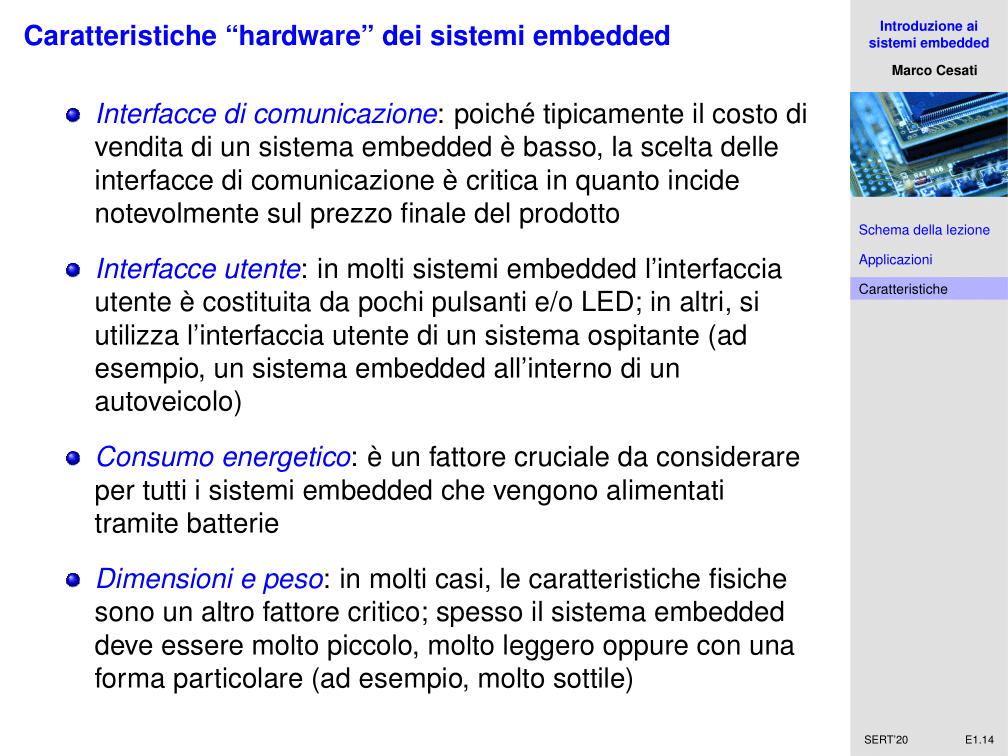 Caratteristiche “hardware” dei sistemi embedded
Interfacce di comunicazione: poiché tipicamente il costo di
vendita di un sistema embedded è basso, la scelta delle
interfacce di comunicazione è critica in quanto incide
notevolmente sul prezzo finale del prodotto
Interfacce utente: in molti sistemi embedded l’interfaccia
utente è costituita da pochi pulsanti e/o LED; in altri, si
utilizza l’interfaccia utente di un sistema ospitante (ad
esempio, un sistema embedded all’interno di un
autoveicolo)
Consumo energetico: è un fattore cruciale da considerare
per tutti i sistemi embedded che vengono alimentati
tramite batterie
Dimensioni e peso: in molti casi, le caratteristiche fisiche
sono un altro fattore critico; spesso il sistema embedded
deve essere molto piccolo, molto leggero oppure con una
forma particolare (ad esempio, molto sottile)
Introduzione ai
sistemi embedded
Marco Cesati
R47 R46
Schema della lezione
Applicazioni
Caratteristiche
SERT’20 E1.14